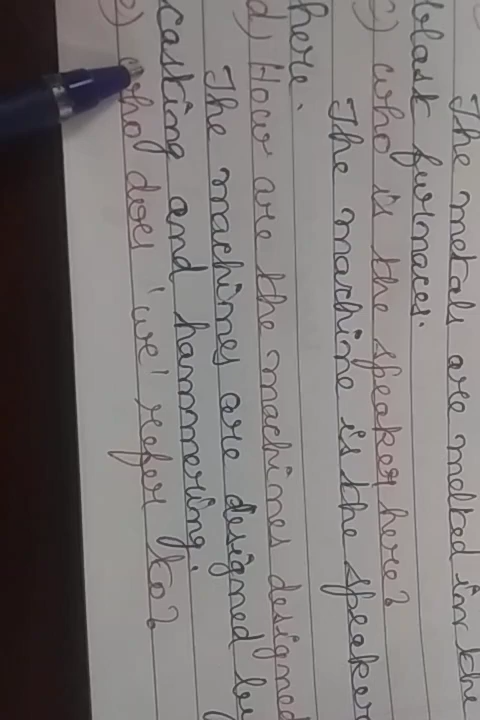 The metals are melted in the
blast furnaces.
c) who is the speaker here?
The machine is the speaker
here.
d) How are the machines designed
The machines are designed by
casting and hammering.
e) who does 'we' refer to?